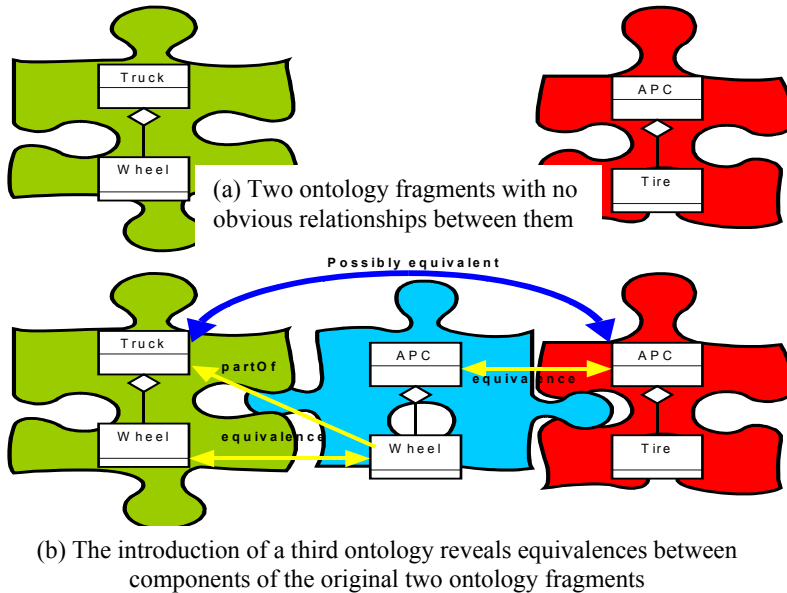 Truck
APC
Wheel
Tire
(a) Two ontology fragments with no
obvious relationships between them
Possibly equivalent
Truck
APC
APC
partOf
equivalence
Wheel
equivalence
Wheel
Tire
(b) The introduction of a third ontology reveals equivalences between
components of the original two ontology fragments